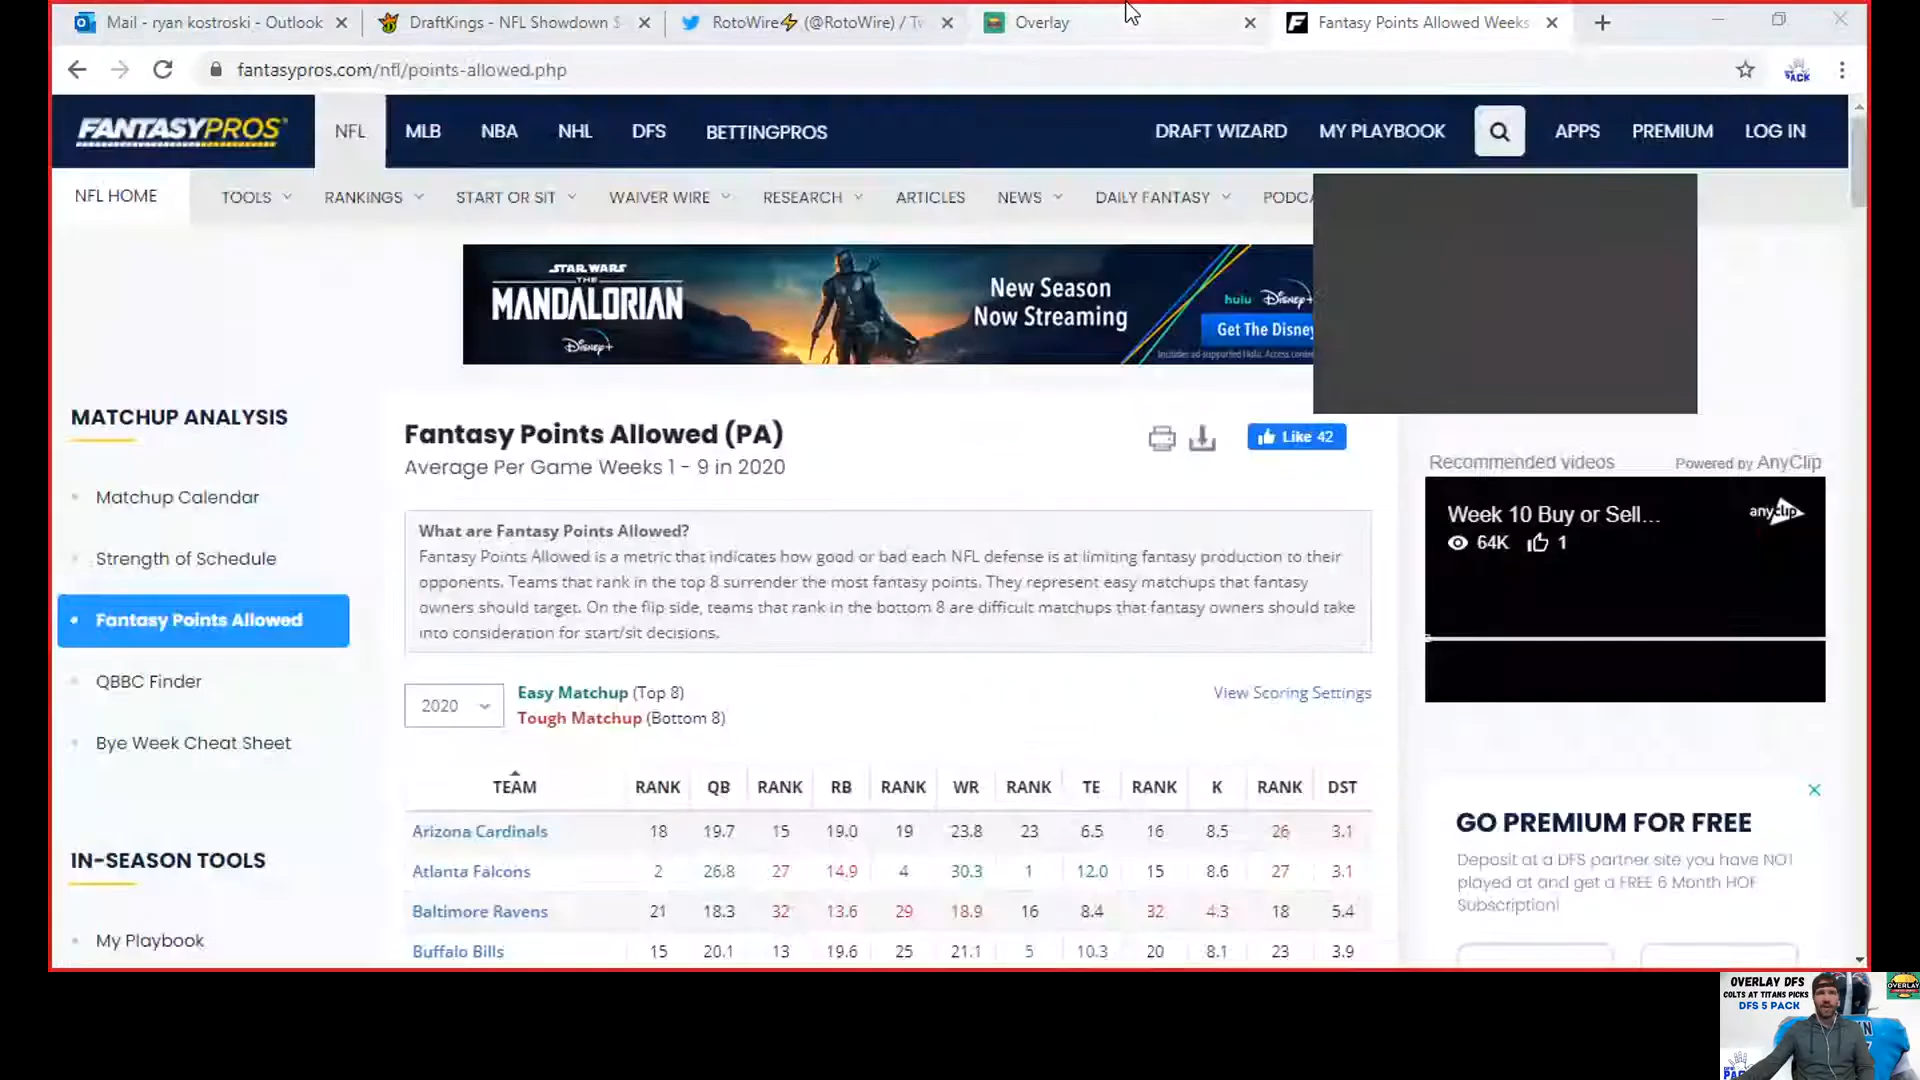 Mail - ryan kostroski - Outlook
DraftKings - NFL Showdown $
RotoWire⚡ (@RotoWire) / Tw
Overlay
Fantasy Points Allowed Weeks
fantasypros.com/nfl/points-allowed.php
FANTASYPROS
NFL
MLB
NBA
NHL
DFS
BETTINGPROS
DRAFT WIZARD
MY PLAYBOOK
APPS
PREMIUM
LOG IN
NFL HOME
TOOLS
RANKINGS
START OR SIT
WAIVER WIRE
RESEARCH
ARTICLES
NEWS
DAILY FANTASY
PODCA
STAR WARS
THE
MANDALORIAN
Disney+
New Season
Now Streaming
hulu Disney+
Get The Disney
MATCHUP ANALYSIS
Matchup Calendar
Strength of Schedule
Fantasy Points Allowed
QBBC Finder
Bye Week Cheat Sheet
IN-SEASON TOOLS
My Playbook
Fantasy Points Allowed (PA)
Average Per Game Weeks 1 - 9 in 2020
Like 42
What are Fantasy Points Allowed?
Fantasy Points Allowed is a metric that indicates how good or bad each NFL defense is at limiting fantasy production to their
opponents. Teams that rank in the top 8 surrender the most fantasy points. They represent easy matchups that fantasy
owners should target. On the flip side, teams that rank in the bottom 8 are difficult matchups that fantasy owners should take
into consideration for start/sit decisions.
2020
Easy Matchup (Top 8)
Tough Matchup (Bottom 8)
View Scoring Settings
TEAM RANK QB RANK RB RANK WR RANK TE RANK K RANK DST
Arizona Cardinals 18 19.7 15 19.0 19 23.8 23 6.5 16 8.5 26 3.1
Atlanta Falcons 2 26.8 27 14.9 4 30.3 1 12.0 15 8.6 27 3.1
Baltimore Ravens 21 18.3 32 13.6 29 18.9 16 8.4 32 4.3 18 5.4
Buffalo Bills 15 20.1 13 19.6 25 21.1 5 10.3 20 8.1 23 3.9
Recommended videos
Powered by AnyClip
Week 10 Buy or Sell...
anyclip
64K 1
GO PREMIUM FOR FREE
Deposit at a DFS partner site you have NOT
played at and get a FREE 6 Month HOF
Subscription!
OVERLAY DFS
COLTS AT TITANS PICKS
DFS 5 PACK
OVERLAY